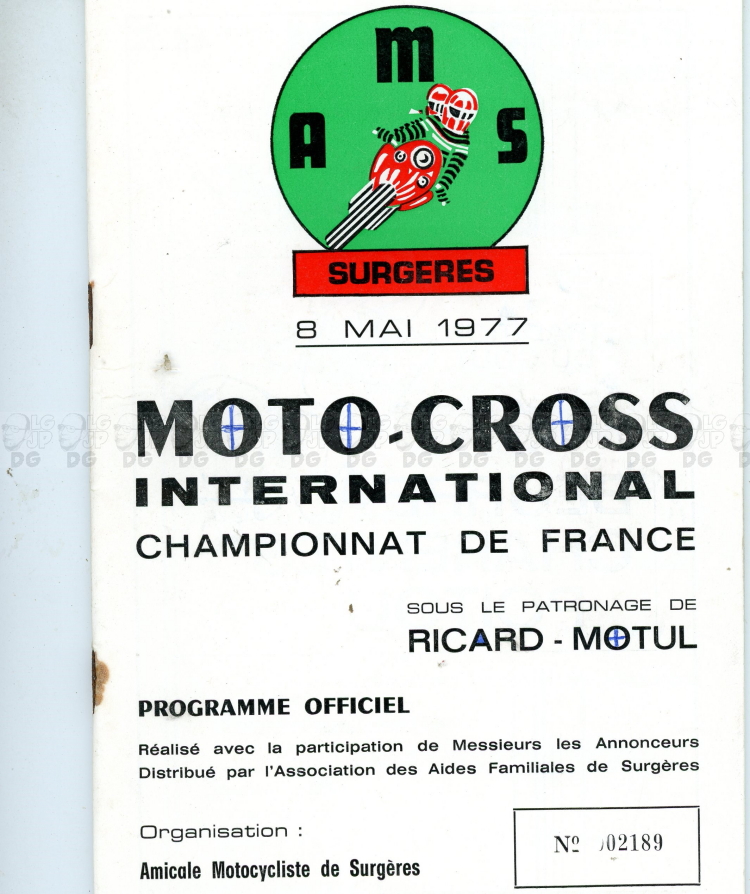 M
A S
SURGERES
8 MAI 1977
MOTO-CROSS
INTERNATIONAL
CHAMPIONNAT DE FRANCE
SOUS LE PATRONAGE DE
RICARD - MOTUL
PROGRAMME OFFICIEL
Réalisé avec la participation de Messieurs les Annonceurs
Distribué par l'Association des Aides Familiales de Surgères
Organisation :
Amicale Motocycliste de Surgères
Nº 002189